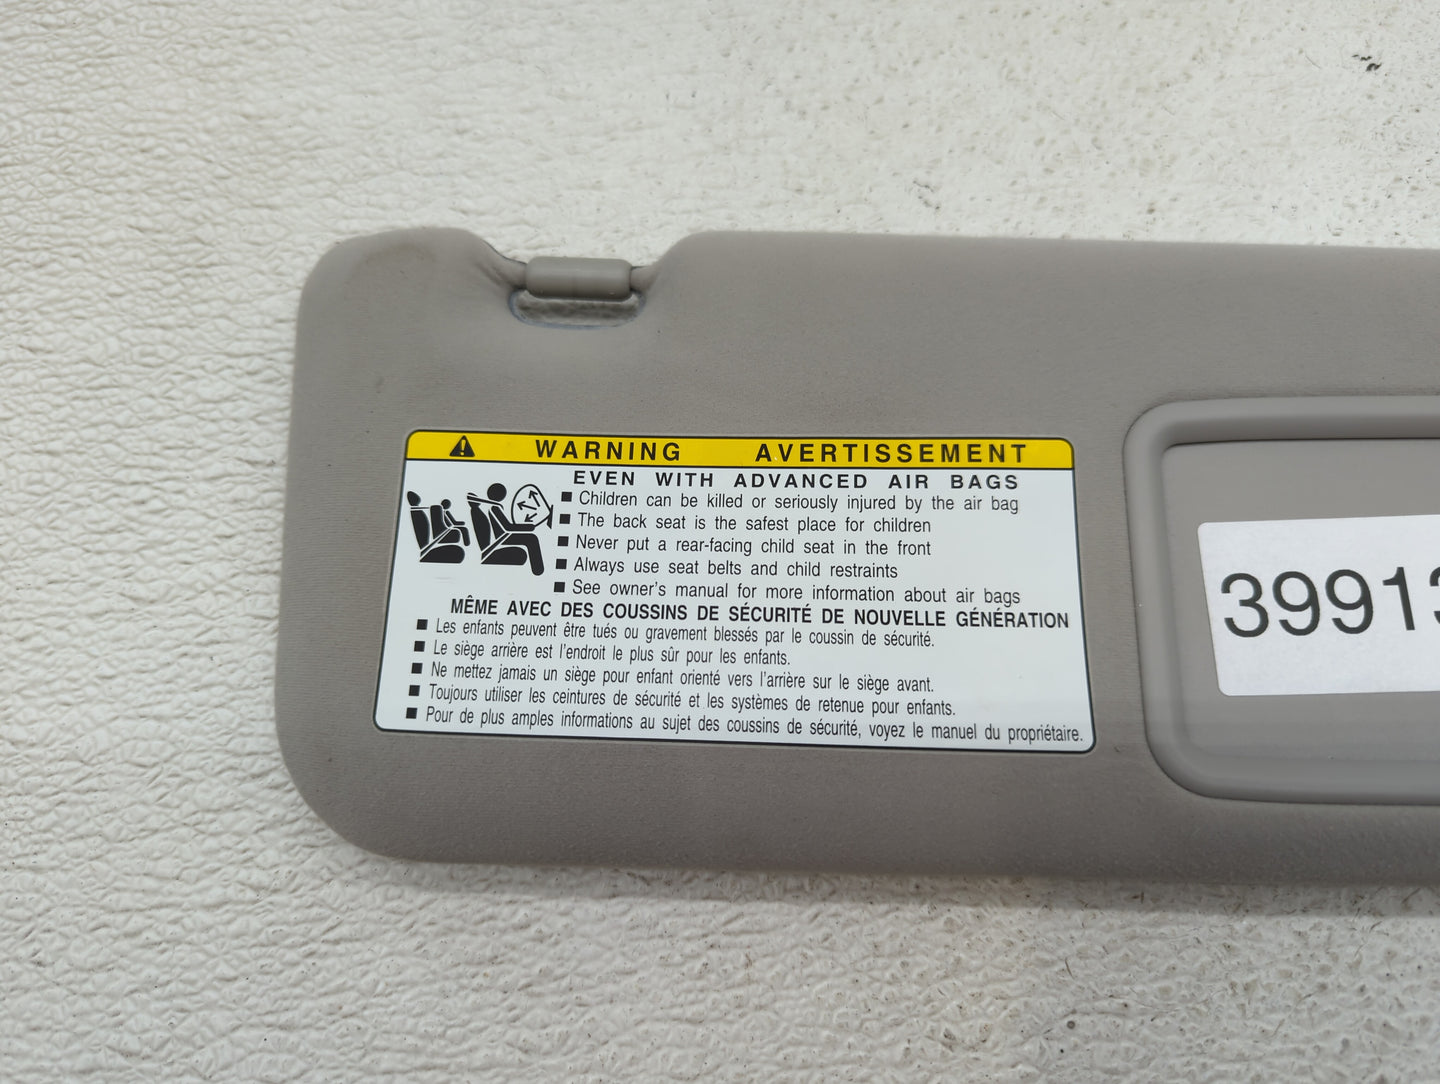 WARNING AVERTISSEMENT
EVEN WITH ADVANCED AIR BAGS
■ Children can be killed or seriously injured by the air bag
■ The back seat is the safest place for children
■ Never put a rear-facing child seat in the front
■ Always use seat belts and child restraints
■ See owner's manual for more information about air bags
MÊME AVEC DES COUSSINS DE SÉCURITÉ DE NOUVELLE GÉNÉRATION
■ Les enfants peuvent être tués ou gravement blessés par le coussin de sécurité.
■ Le siège arrière est l'endroit le plus sûr pour les enfants.
■ Ne mettez jamais un siège pour enfant orienté vers l'arrière sur le siège avant.
■ Toujours utiliser les ceintures de sécurité et les systèmes de retenue pour enfants.
■ Pour de plus amples informations au sujet des coussins de sécurité, voyez le manuel du propriétaire.
39913